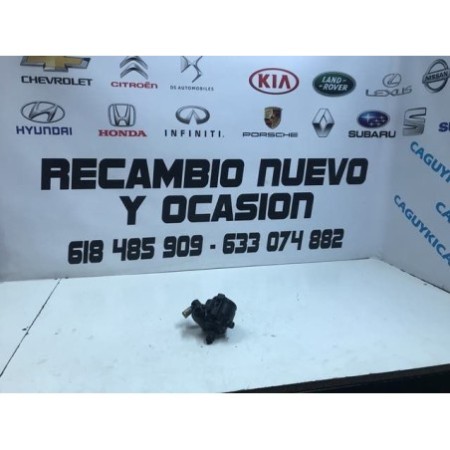 CHEVROLET
CITROËN
DS AUTOMOBILES
KIA
LAND-ROVER
LEXUS
NISSAN
HYUNDAI
HONDA
INFINITI
PORSCHE
RENAULT
SUBARU
RECAMBIO NUEVO
Y OCASION
618 485 909 - 633 074 882